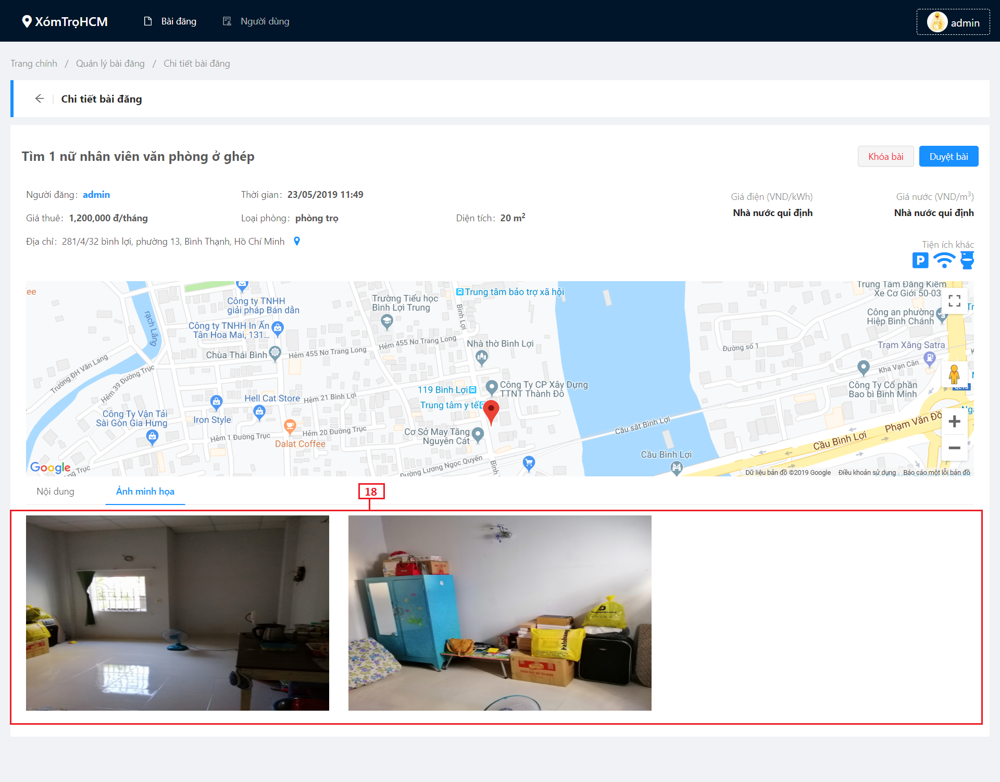 XómTrọHCM
Bài đăng
Người dùng
admin
Trang chính / Quản lý bài đăng / Chi tiết bài đăng
Chi tiết bài đăng
Tìm 1 nữ nhân viên văn phòng ở ghép
Khóa bài
Duyệt bài
Người đăng: admin
Thời gian: 23/05/2019 11:49
Giá điện (VND/kWh)
Giá nước (VND/m³)
Nhà nước qui định
Nhà nước qui định
Giá thuê: 1,200,000 đ/tháng
Loại phòng: phòng trọ
Diện tích: 20 m²
Địa chỉ: 281/4/32 bình lợi, phường 13, Bình Thạnh, Hồ Chí Minh
Tiện ích khác
P
ee
Công ty TNHH
giải pháp Bán dẫn
Trường Tiểu học
Bình Lợi Trung
Trung tâm bảo trợ xã hội
Trung Tâm Đăng Kiểm
Xe Cơ Giới 50-03
rạch Lăng
Bình Lợi
Công ty TNHH In Ấn
Tân Hoa Mai, 131...
Công an phường
Hiệp Bình Chánh
Tr
Chùa Thái Bình
Hẻm 455 Nơ Trang Long
Hẻm 455 Nơ Trang Long
Nhà thờ Bình Lợi
Đường số 1
Trạm Xăng Satra
Trường ĐH Văn Lang
Hẻm 39 Đường Trục
Kha Vạn Cân
119 Bình Lợi
Công Ty CP Xây Dựng
TTNT Thành Đô
Công Ty Cổ phần
Bao bì Bình Minh
Hell Cat Store
Hẻm 21 Bình Lợi
Trung tâm y tế
Công Ty Vận Tải
Sài Gòn Gia Hưng
Iron Style
Nga
Hẻm 1 Đường Trục
Dalat Coffee
Hẻm 20 Đường Trục
Cơ Sở May Tăng
Nguyên Cát
Cầu sắt Bình Lợi
Phạm Văn Đồ
Cầu Bình Lợi
Cầu Bình Lợi
Đường Lương Ngọc Quyến
Bình
Google
ng Trục
Dữ liệu bản đồ ©2019 Google
Điều khoản sử dụng
Báo cáo một lỗi bản đồ
Nội dung
Ảnh minh họa
18